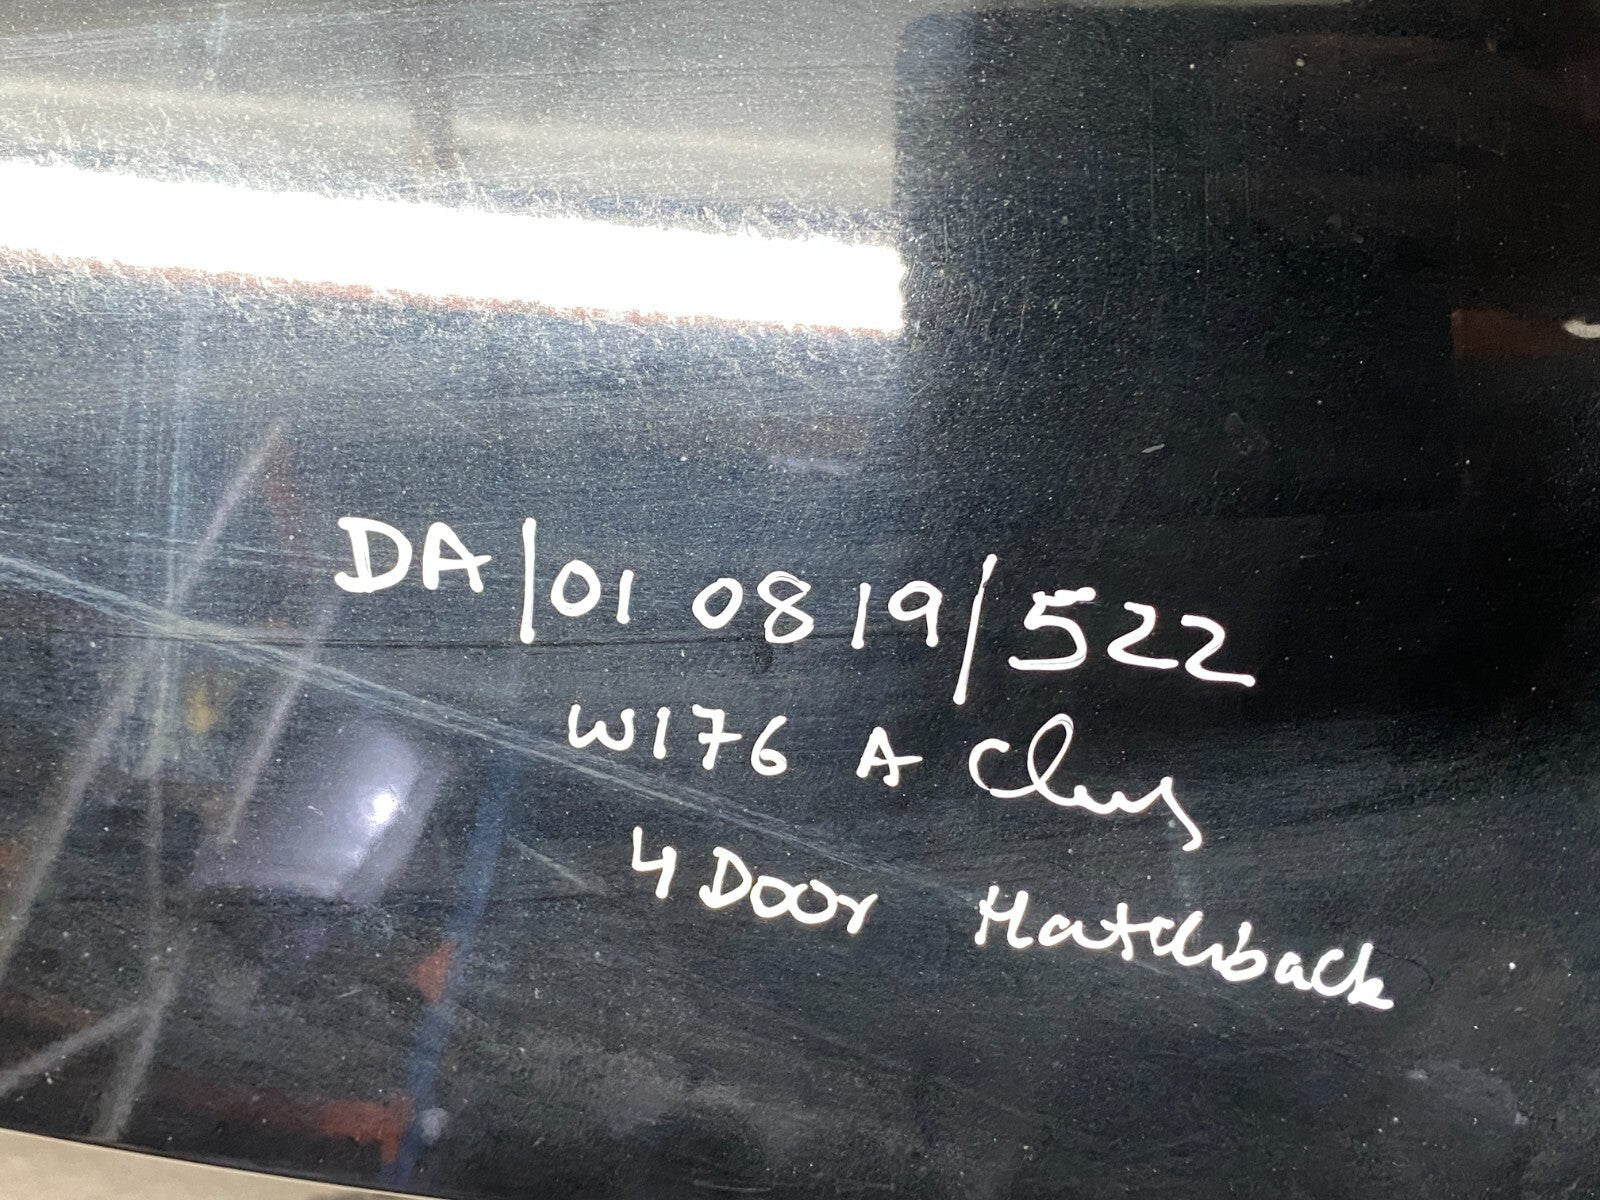 DA/01 0819/522
W176 A Class
4 Door Hatchback